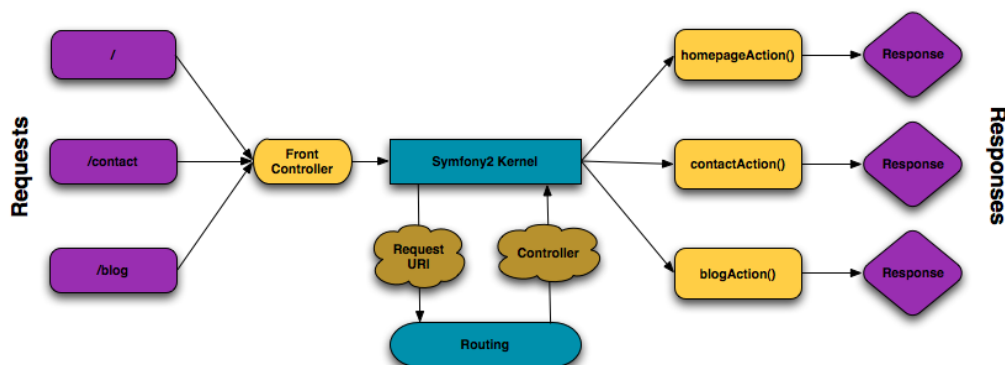 Requests
/
/contact
/blog
Front
Controller
Symfony2 Kernel
Request
URI
Controller
Routing
homepageAction()
contactAction()
blogAction()
Response
Response
Response
Responses